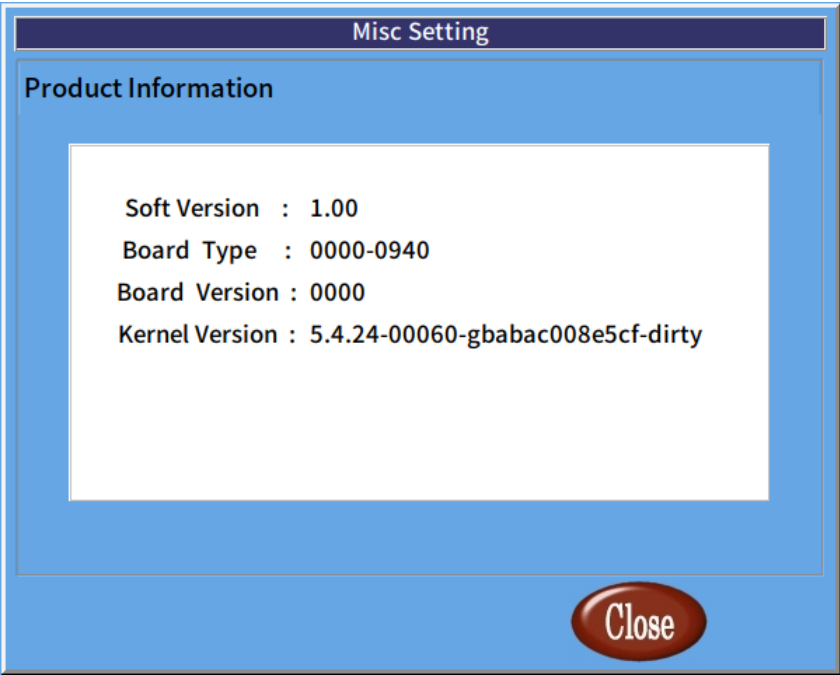 Misc Setting
Product Information
Soft Version : 1.00
Board Type : 0000-0940
Board Version : 0000
Kernel Version : 5.4.24-00060-gbabac008e5cf-dirty
Close